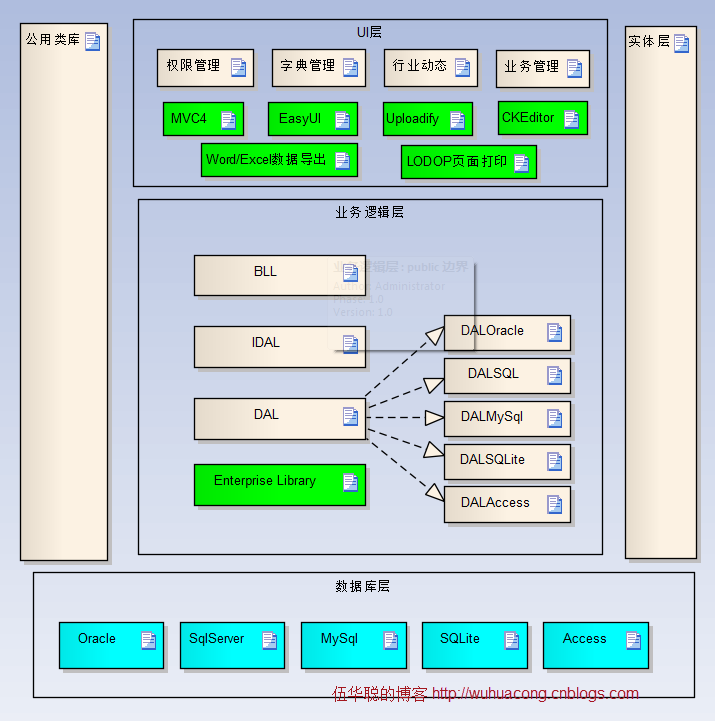 公用类库
UI层
实体层
权限管理
字典管理
行业动态
业务管理
MVC4
EasyUI
Uploadify
CKEditor
Word/Excel数据导出
LODOP页面打印
业务逻辑层
BLL
业务逻辑层 : public 边界
Author: Administrator
Phase: 1.0
Version: 1.0
IDAL
DALOracle
DALSQL
DAL
DALMySql
DALSQLite
Enterprise Library
DALAccess
数据库层
Oracle
SqlServer
MySql
SQLite
Access
伍华聪的博客 http://wuhuacong.cnblogs.com